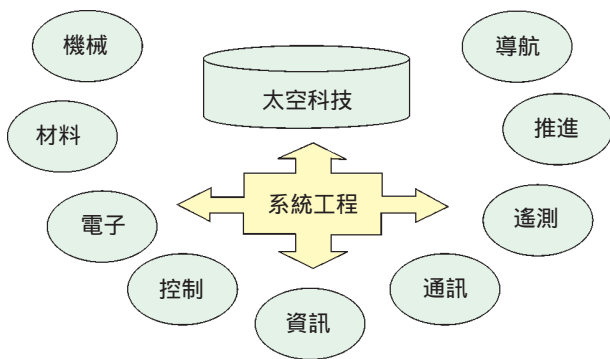 機械
導航
太空科技
材料
推進
系統工程
電子
遙測
控制
通訊
資訊